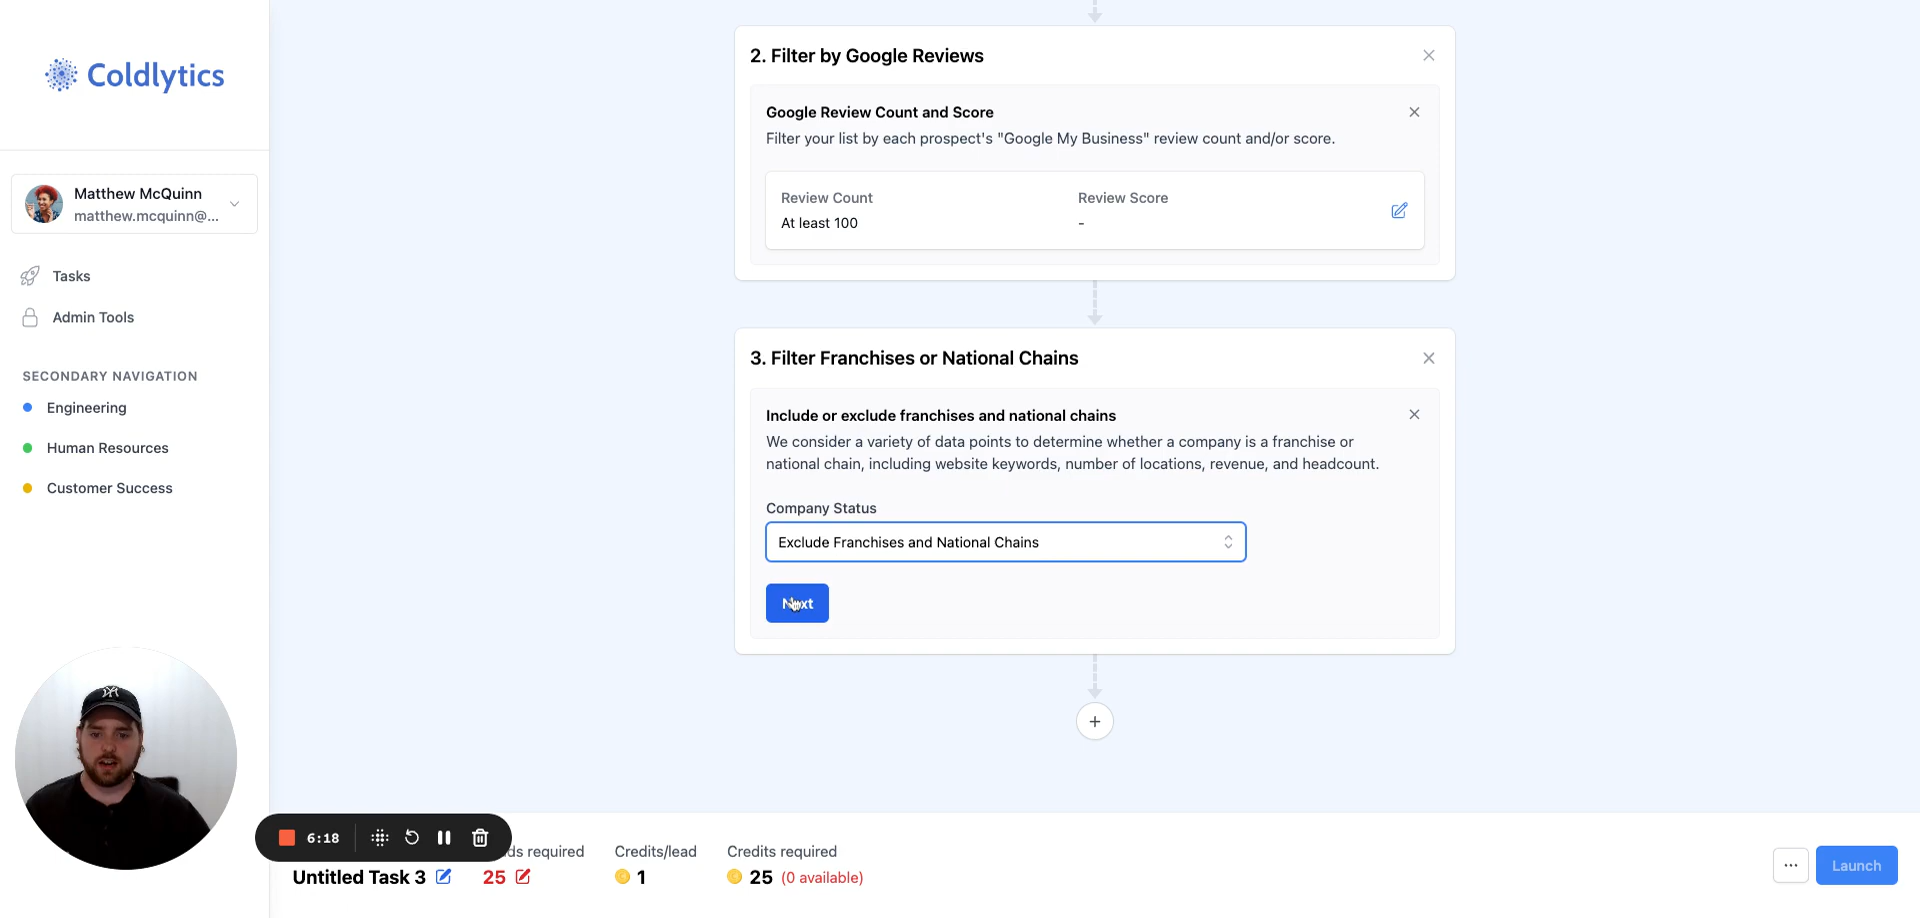 Coldlytics
Matthew McQuinn
matthew.mcquinn@...
Tasks
Admin Tools
SECONDARY NAVIGATION
Engineering
Human Resources
Customer Success
2. Filter by Google Reviews
Google Review Count and Score
Filter your list by each prospect's "Google My Business" review count and/or score.
Review Count
Review Score
At least 100
-
3. Filter Franchises or National Chains
Include or exclude franchises and national chains
We consider a variety of data points to determine whether a company is a franchise or
national chain, including website keywords, number of locations, revenue, and headcount.
Company Status
Exclude Franchises and National Chains
Next
6:18
required
Credits/lead
Credits required
Untitled Task 3
25
1
25 (0 available)
Launch